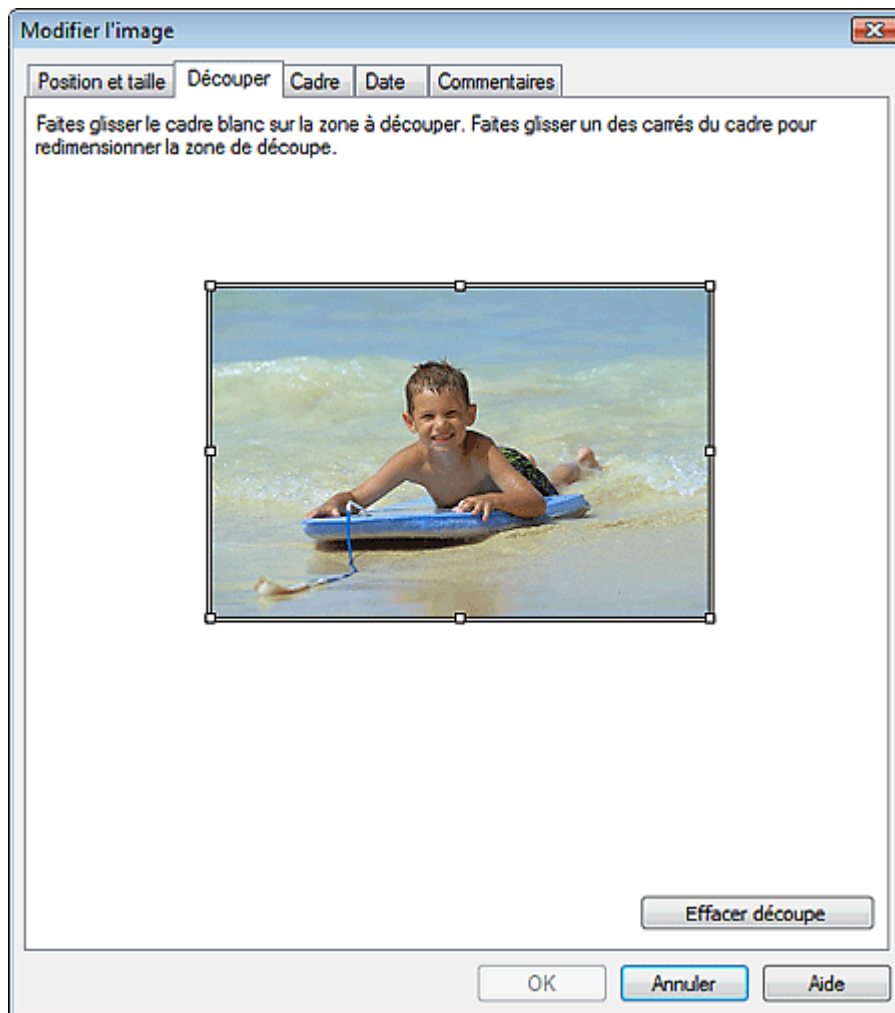 Modifier l'image
Position et taille
Découper
Cadre
Date
Commentaires
Faites glisser le cadre blanc sur la zone à découper. Faites glisser un des carrés du cadre pour
redimensionner la zone de découpe.
Effacer découpe
OK
Annuler
Aide